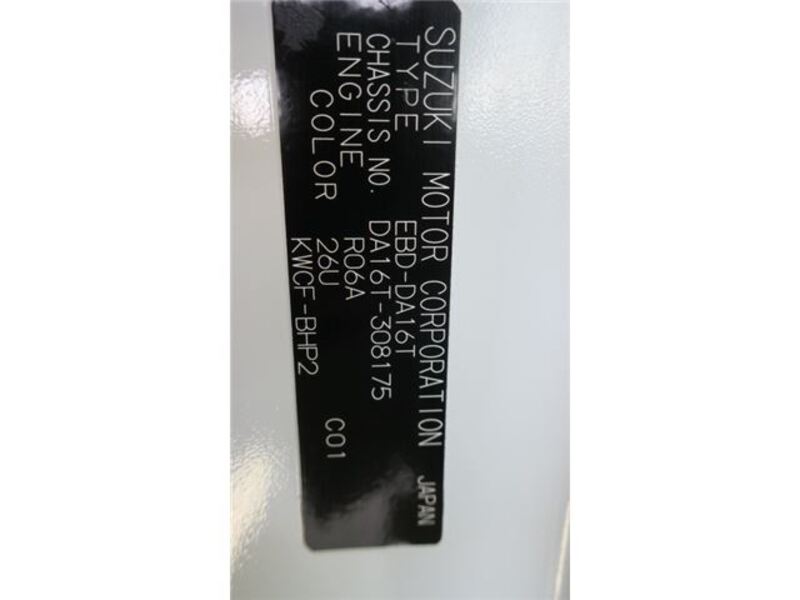 SUZUKI MOTOR CORPORATION JAPAN
TYPE EBD-DA16T
CHASSIS NO. DA16T-308175
ENGINE R06A
COLOR 26U C01
KWCF-BHP2